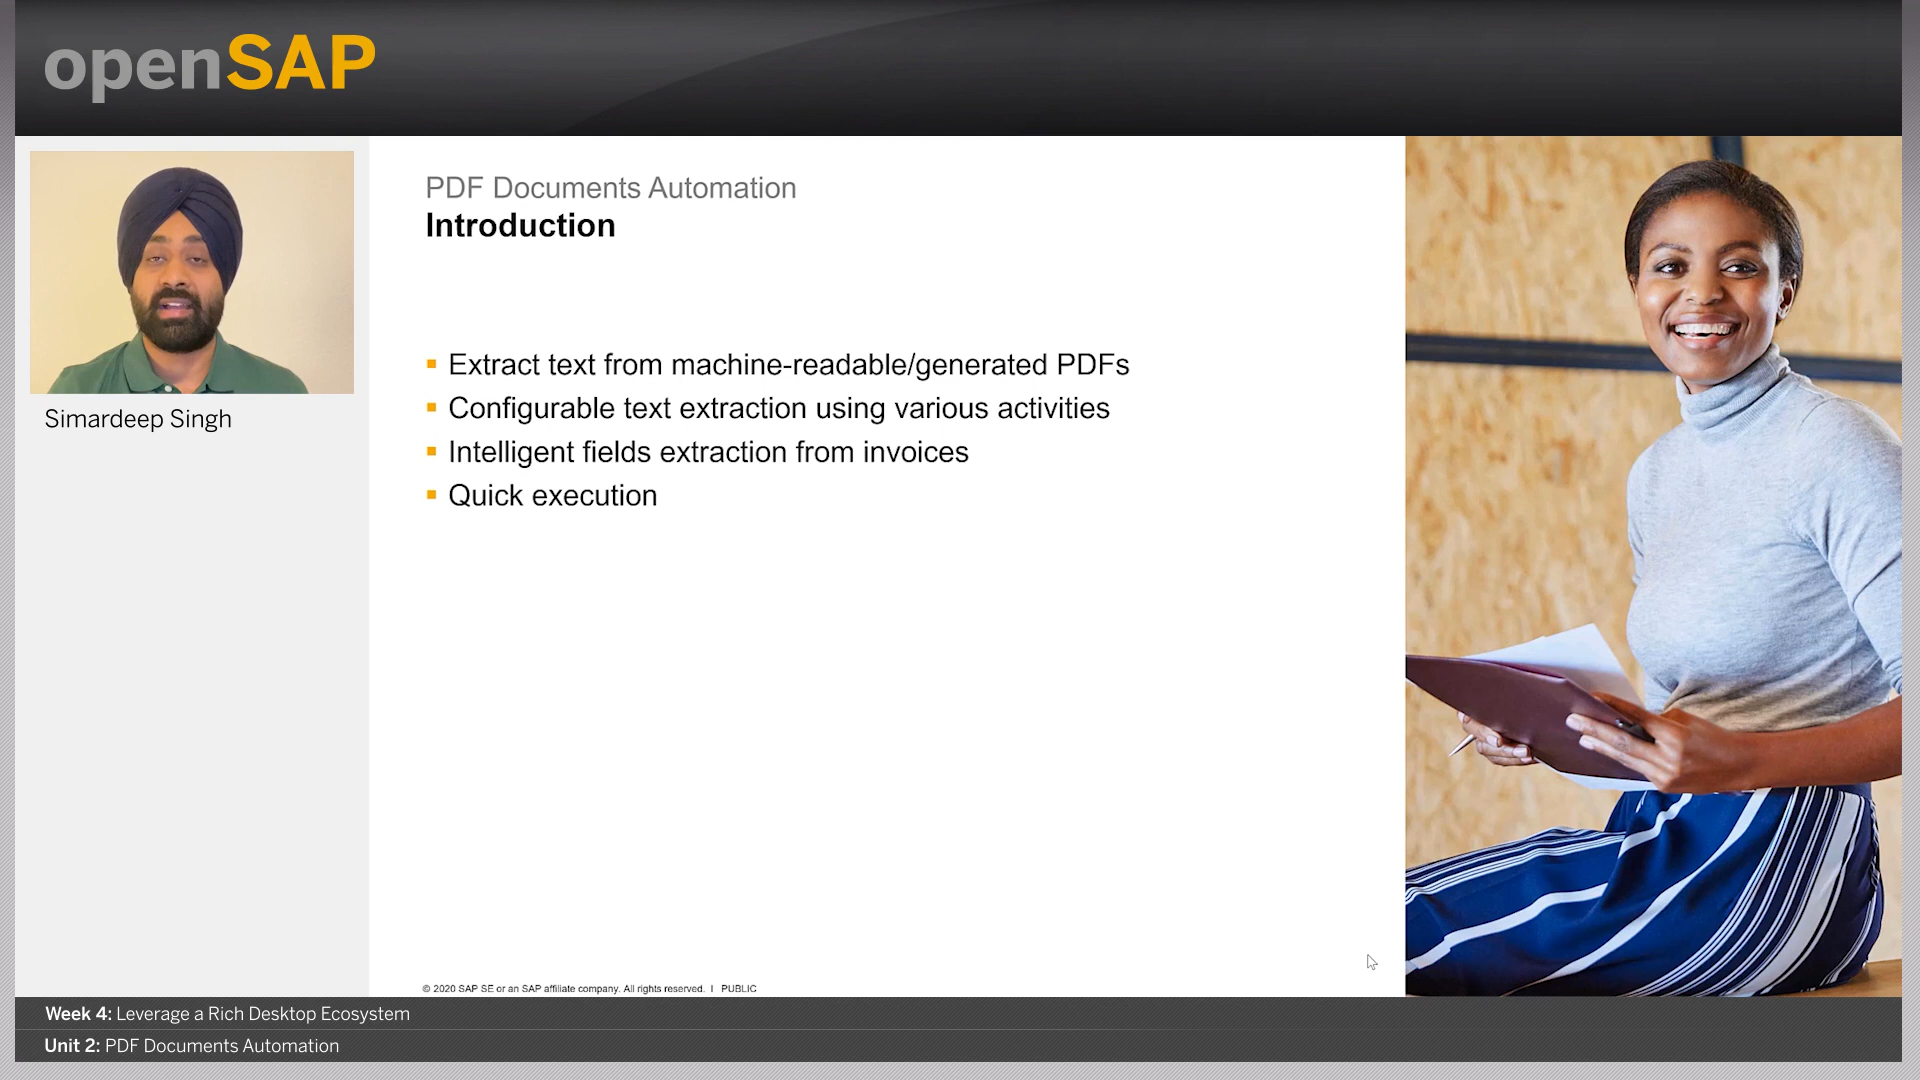 openSAP
Simardeep Singh
PDF Documents Automation
Introduction
Extract text from machine-readable/generated PDFs
Configurable text extraction using various activities
Intelligent fields extraction from invoices
Quick execution
© 2020 SAP SE or an SAP affiliate company. All rights reserved. I PUBLIC
Week 4: Leverage a Rich Desktop Ecosystem
Unit 2: PDF Documents Automation